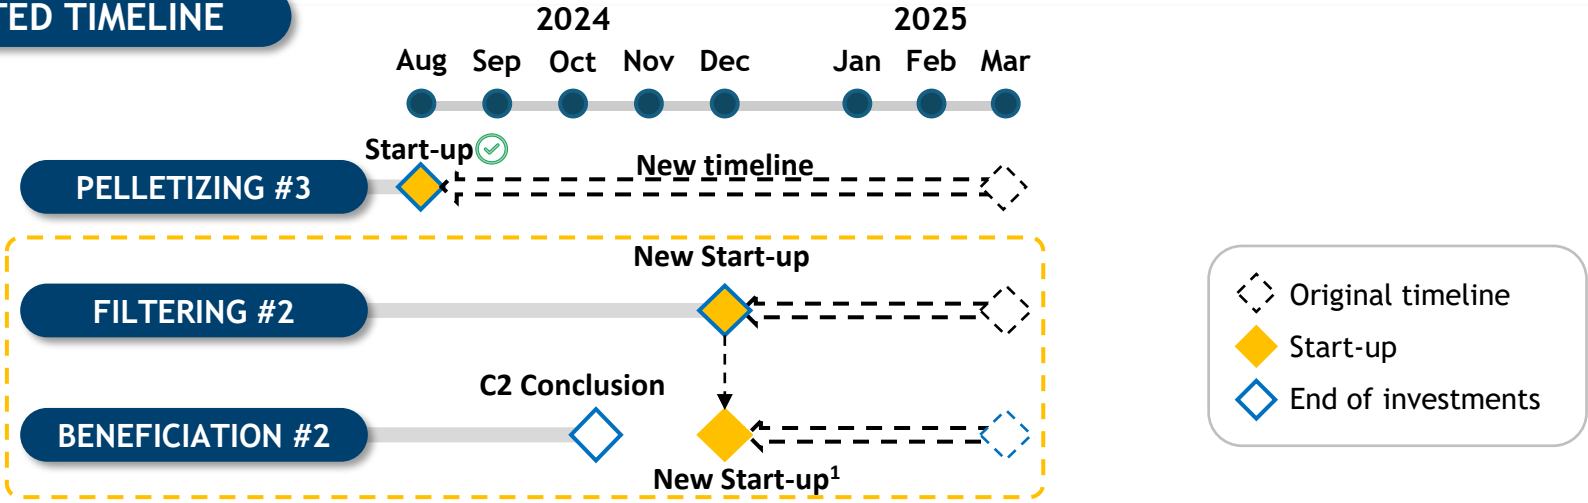 TED TIMELINE
2024 2025
Aug Sep Oct Nov Dec Jan Feb Mar
Start-up
New timeline
PELLETIZING #3
New Start-up
FILTERING #2
C2 Conclusion
BENEFICIATION #2
New Start-up¹
Original timeline
Start-up
End of investments